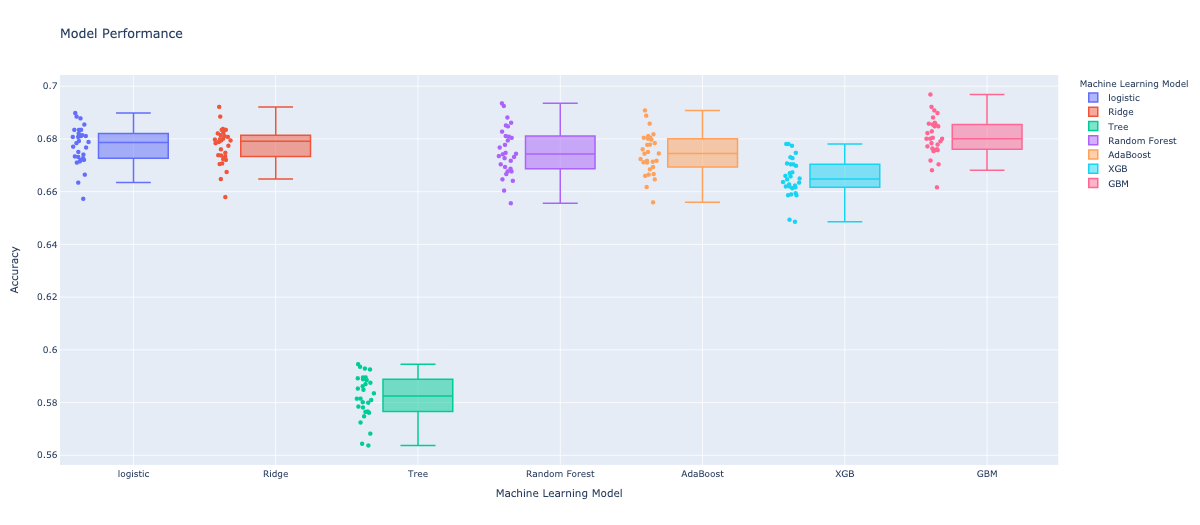 Model Performance
Machine Learning Model
logistic
Ridge
Tree
Random Forest
AdaBoost
XGB
GBM
0.7
0.68
0.66
0.64
0.62
0.6
0.58
0.56
Accuracy
logistic
Ridge
Tree
Random Forest
AdaBoost
XGB
GBM
Machine Learning Model